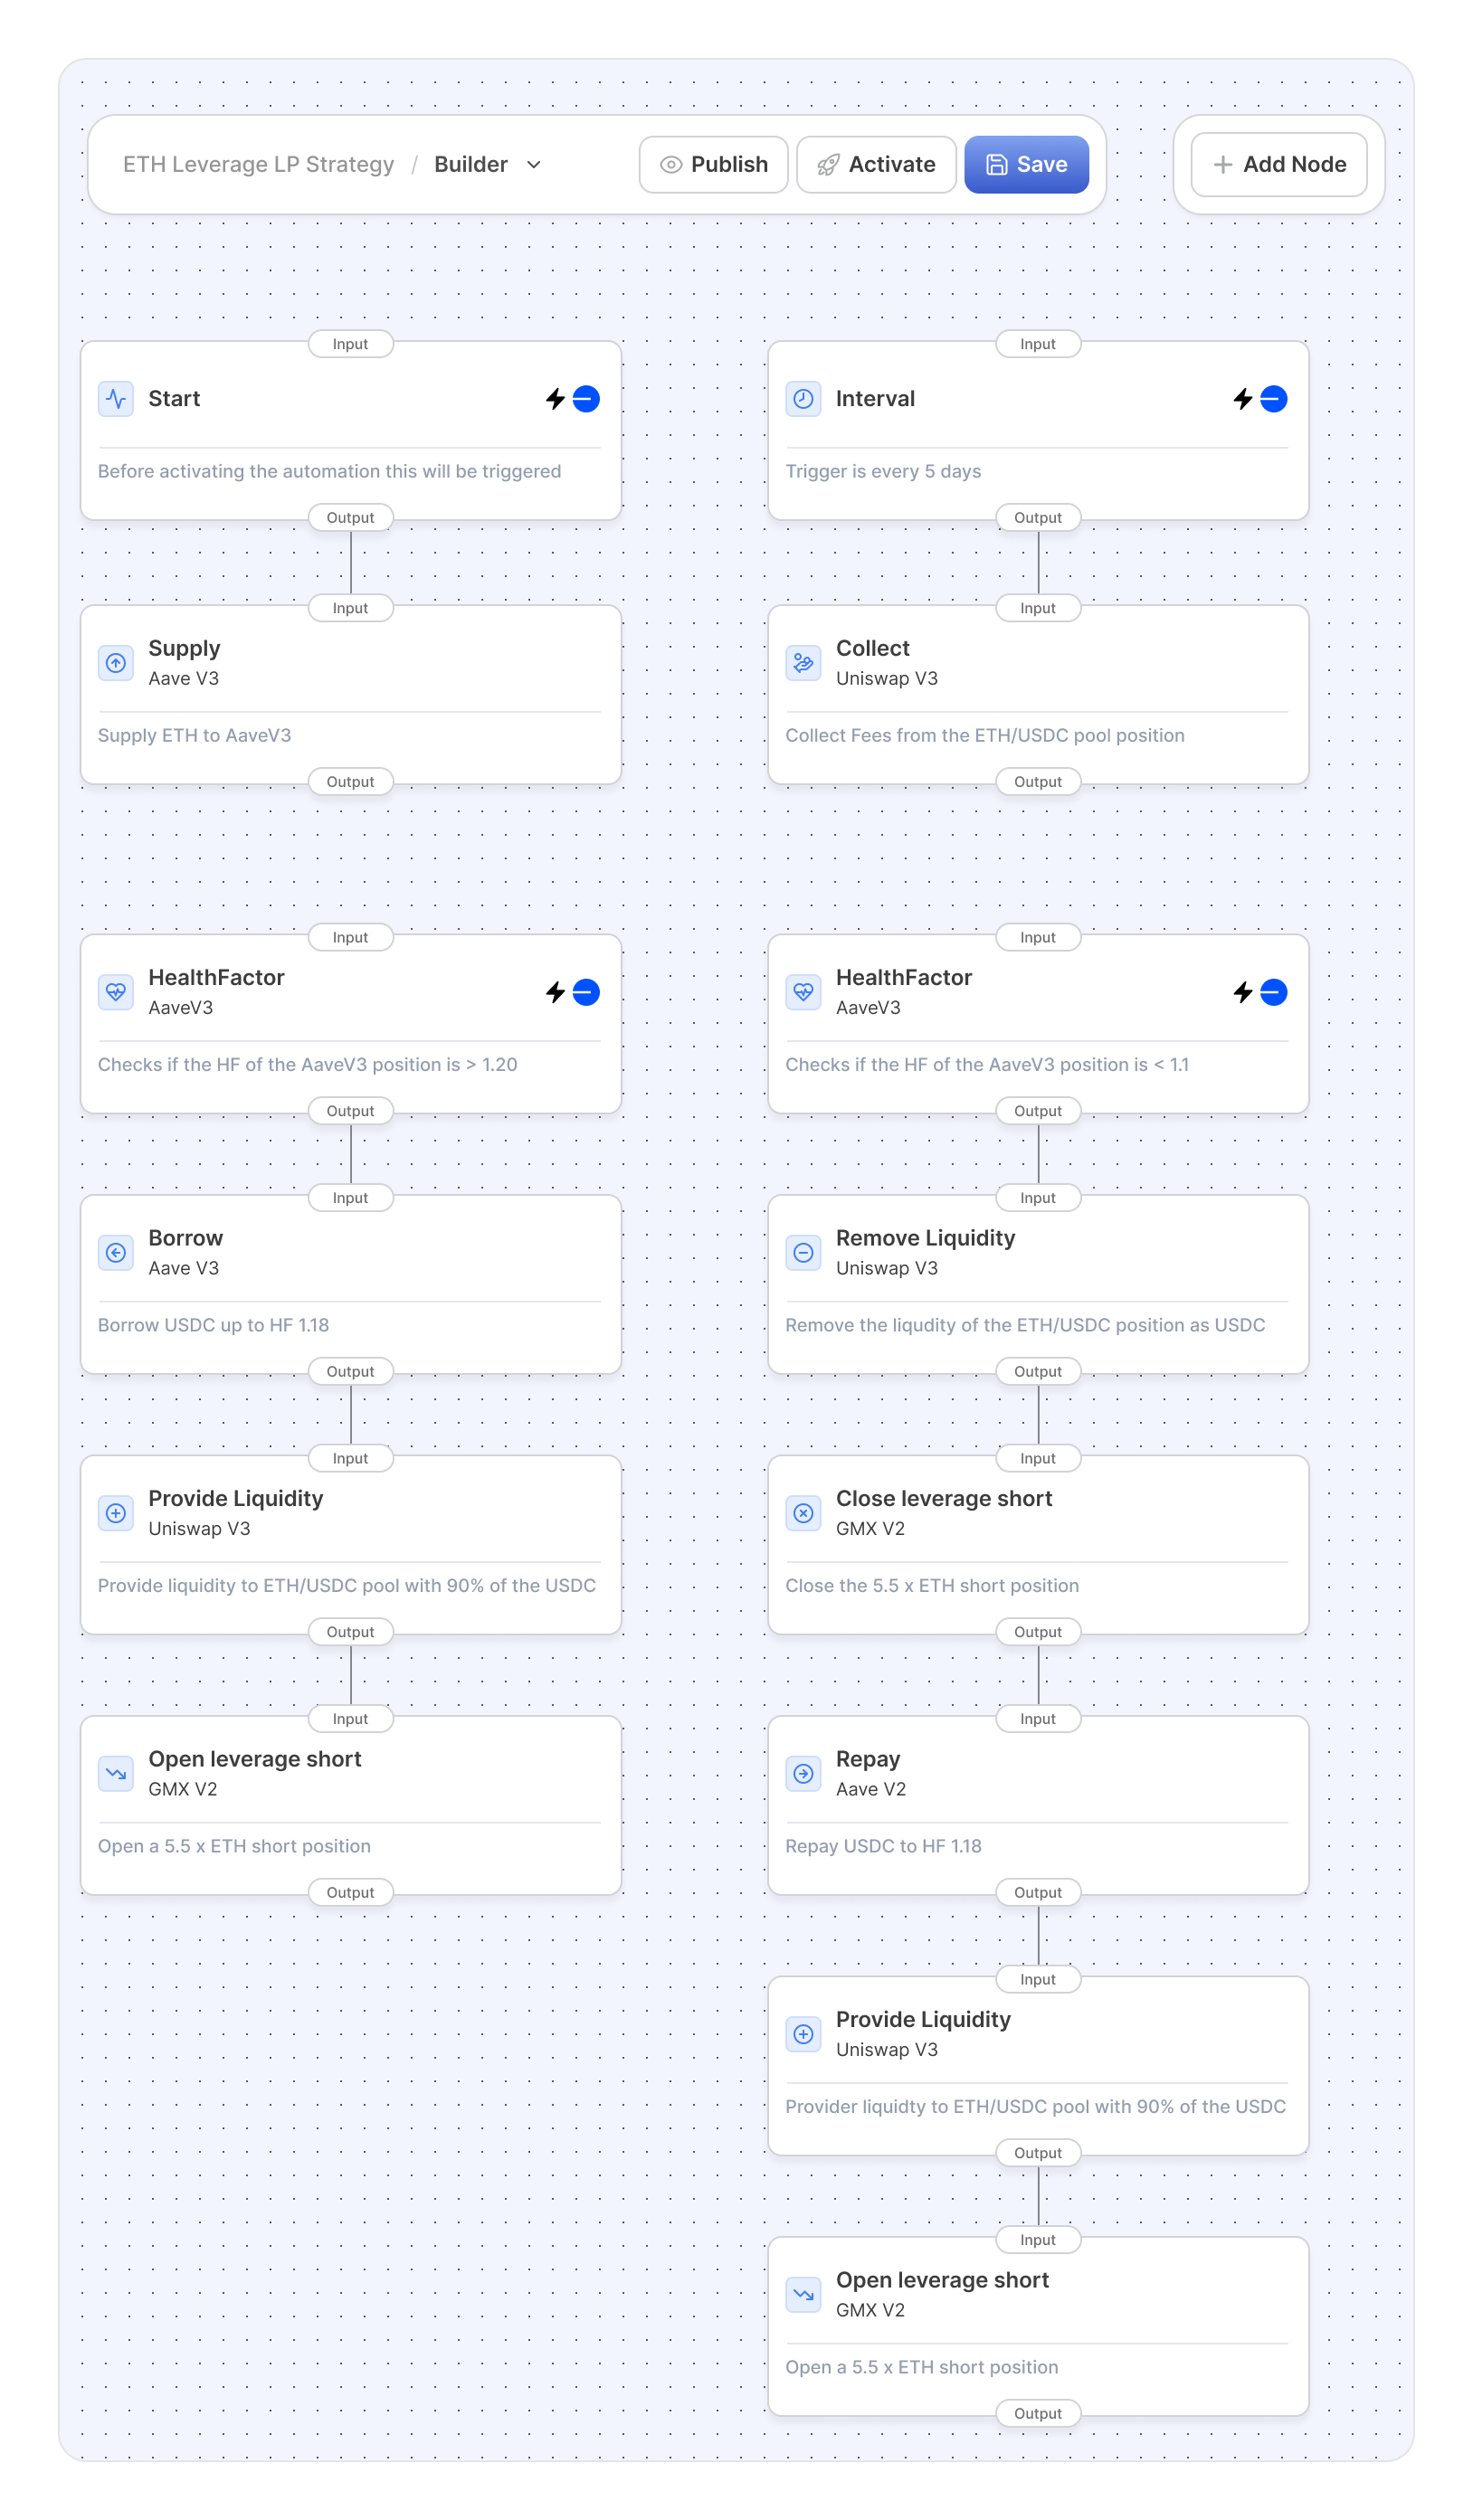 ETH Leverage LP Strategy / Builder
Publish
Activate
Save
Add Node
Input
Start
Before activating the automation this will be triggered
Output
Input
Supply
Aave V3
Supply ETH to AaveV3
Output
Input
Interval
Trigger is every 5 days
Output
Input
Collect
Uniswap V3
Collect Fees from the ETH/USDC pool position
Output
Input
HealthFactor
AaveV3
Checks if the HF of the AaveV3 position is > 1.20
Output
Input
Borrow
Aave V3
Borrow USDC up to HF 1.18
Output
Input
Provide Liquidity
Uniswap V3
Provide liquidity to ETH/USDC pool with 90% of the USDC
Output
Input
Open leverage short
GMX V2
Open a 5.5 x ETH short position
Output
Input
HealthFactor
AaveV3
Checks if the HF of the AaveV3 position is < 1.1
Output
Input
Remove Liquidity
Uniswap V3
Remove the liqudity of the ETH/USDC position as USDC
Output
Input
Close leverage short
GMX V2
Close the 5.5 x ETH short position
Output
Input
Repay
Aave V2
Repay USDC to HF 1.18
Output
Input
Provide Liquidity
Uniswap V3
Provider liquidty to ETH/USDC pool with 90% of the USDC
Output
Input
Open leverage short
GMX V2
Open a 5.5 x ETH short position
Output